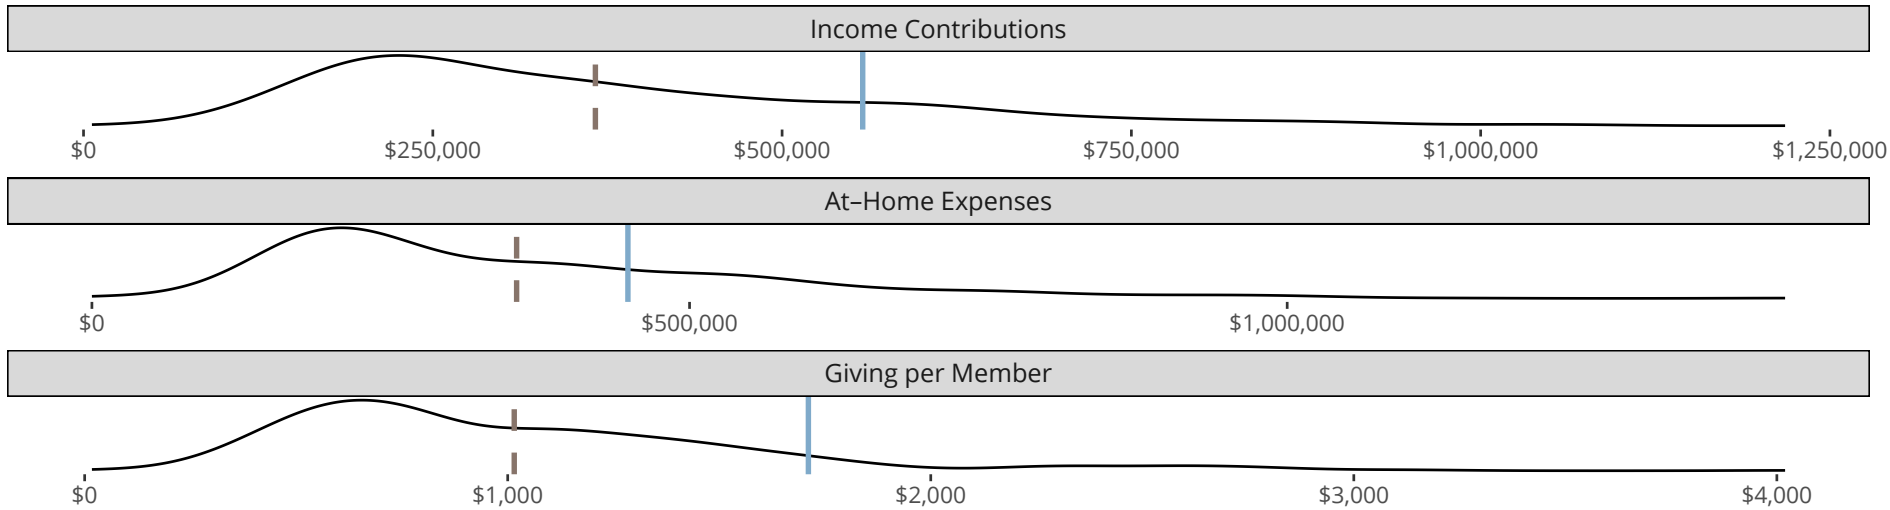 Income Contributions
$0 $250,000 $500,000 $750,000 $1,000,000 $1,250,000
At–Home Expenses
$0 $500,000 $1,000,000
Giving per Member
$0 $1,000 $2,000 $3,000 $4,000